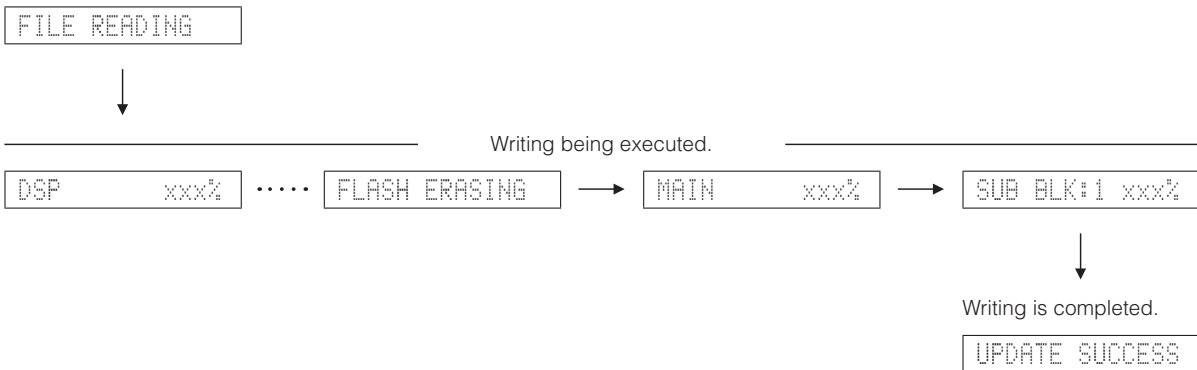 FILE READING
Writing being executed.
DSP xxx% ..... FLASH ERASING MAIN xxx% SUB BLK:1 xxx%
Writing is completed.
UPDATE SUCCESS